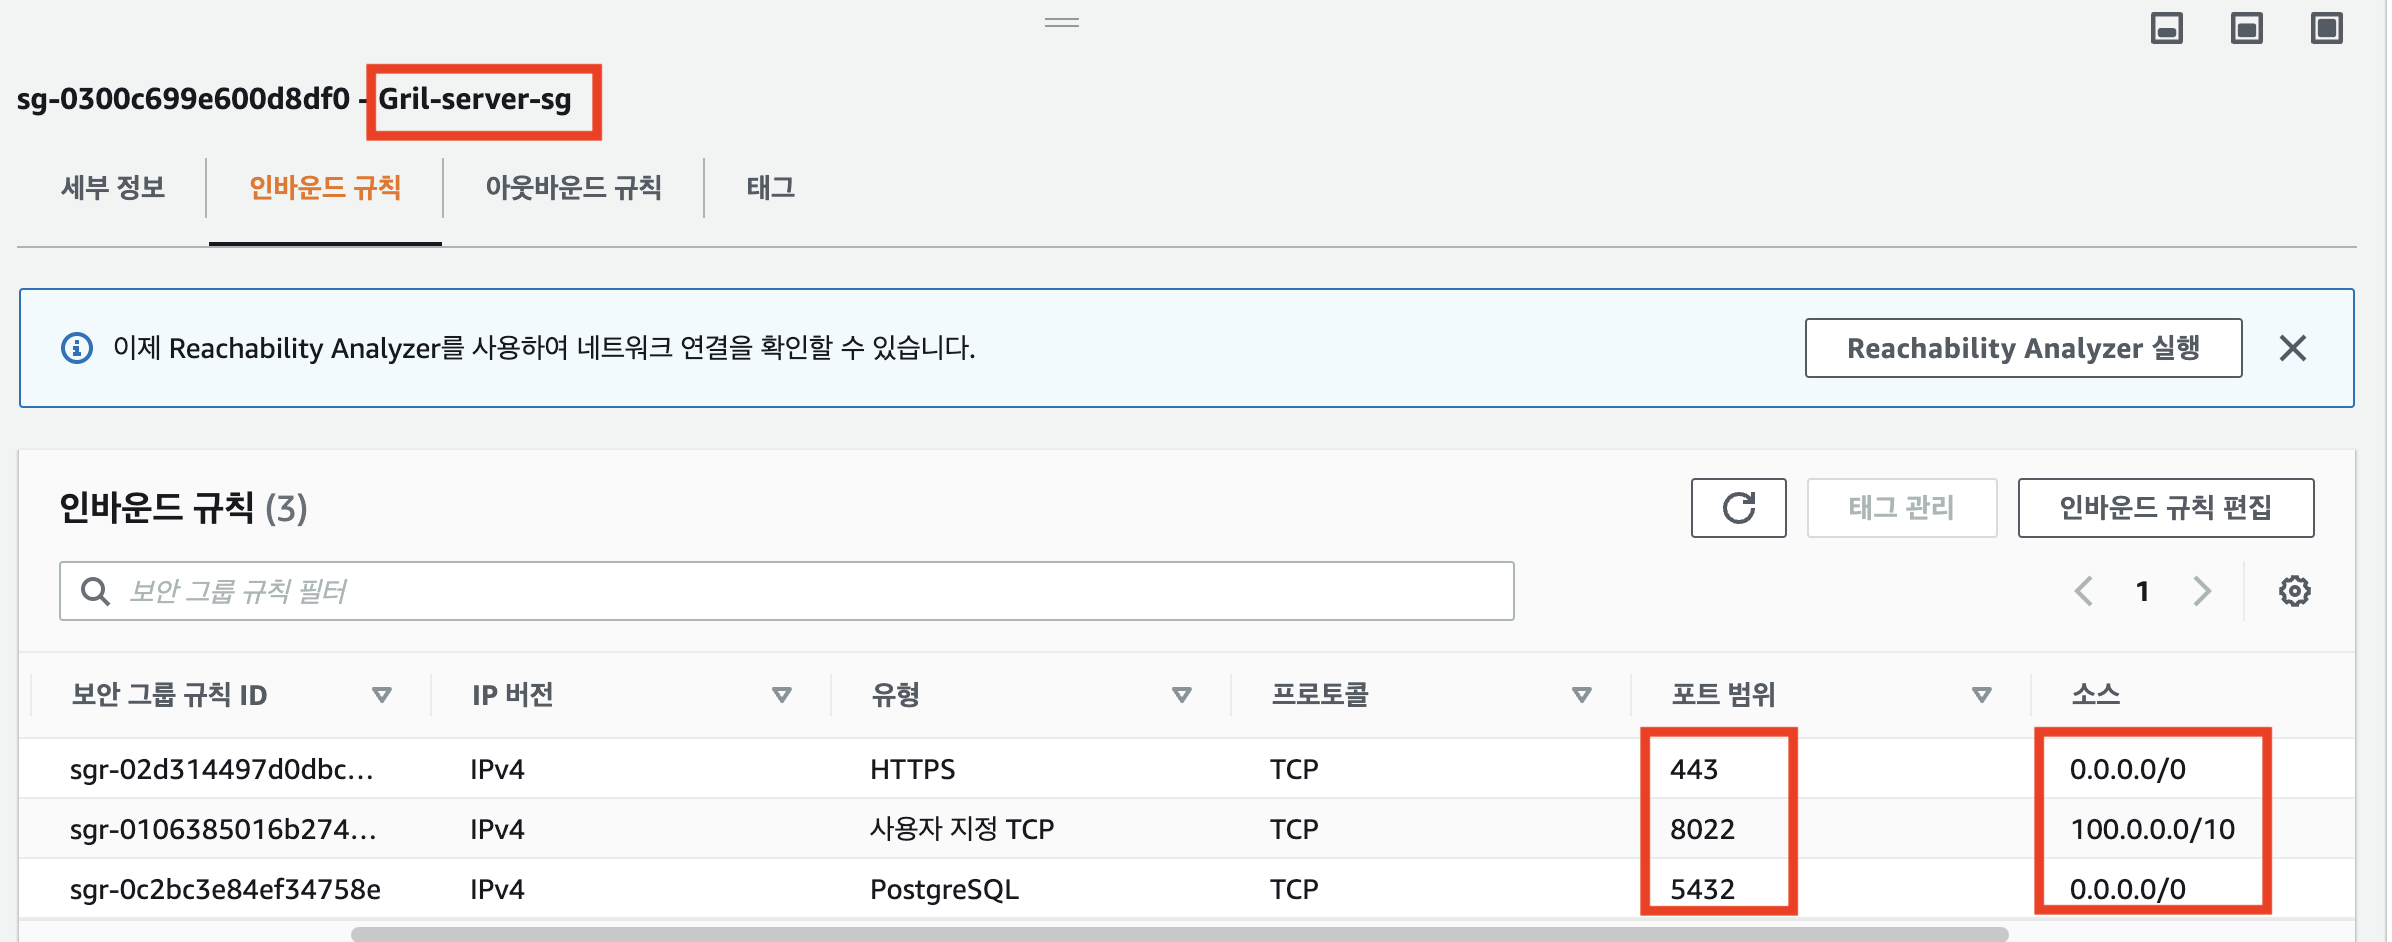 sg-0300c699e600d8df0 - Gril-server-sg
세부 정보 인바운드 규칙 아웃바운드 규칙 태그
이제 Reachability Analyzer를 사용하여 네트워크 연결을 확인할 수 있습니다. Reachability Analyzer 실행
인바운드 규칙 (3) 태그 관리 인바운드 규칙 편집
보안 그룹 규칙 필터 1
보안 그룹 규칙 ID IP 버전 유형 프로토콜 포트 범위 소스
sgr-02d314497d0dbc... IPv4 HTTPS TCP 443 0.0.0.0/0
sgr-0106385016b274... IPv4 사용자 지정 TCP TCP 8022 100.0.0.0/10
sgr-0c2bc3e84ef34758e IPv4 PostgreSQL TCP 5432 0.0.0.0/0